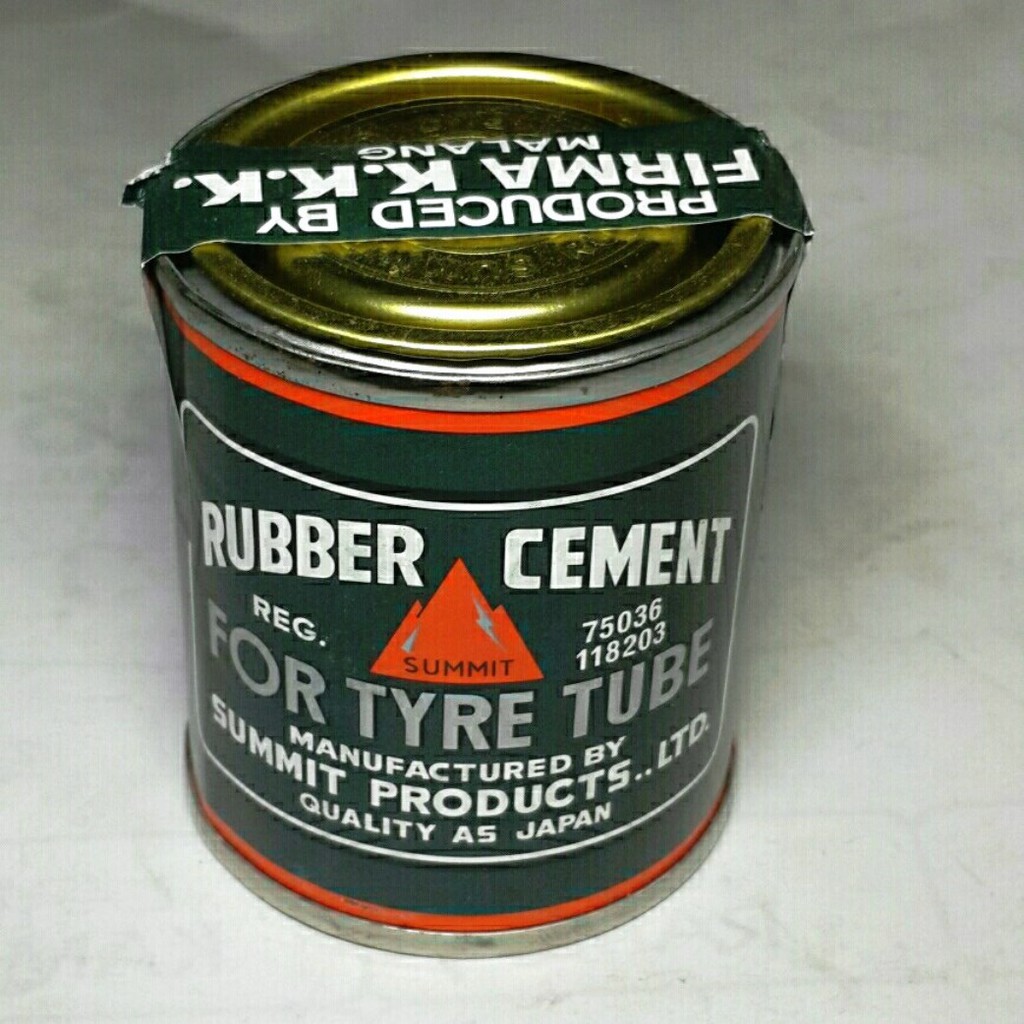 PRODUCED BY
FIRMA K.K.K.
MALANG
RUBBER CEMENT
REG.
75036
118203
SUMMIT
FOR TYRE TUBE
MANUFACTURED BY
SUMMIT PRODUCTS.. LTD.
QUALITY AS JAPAN